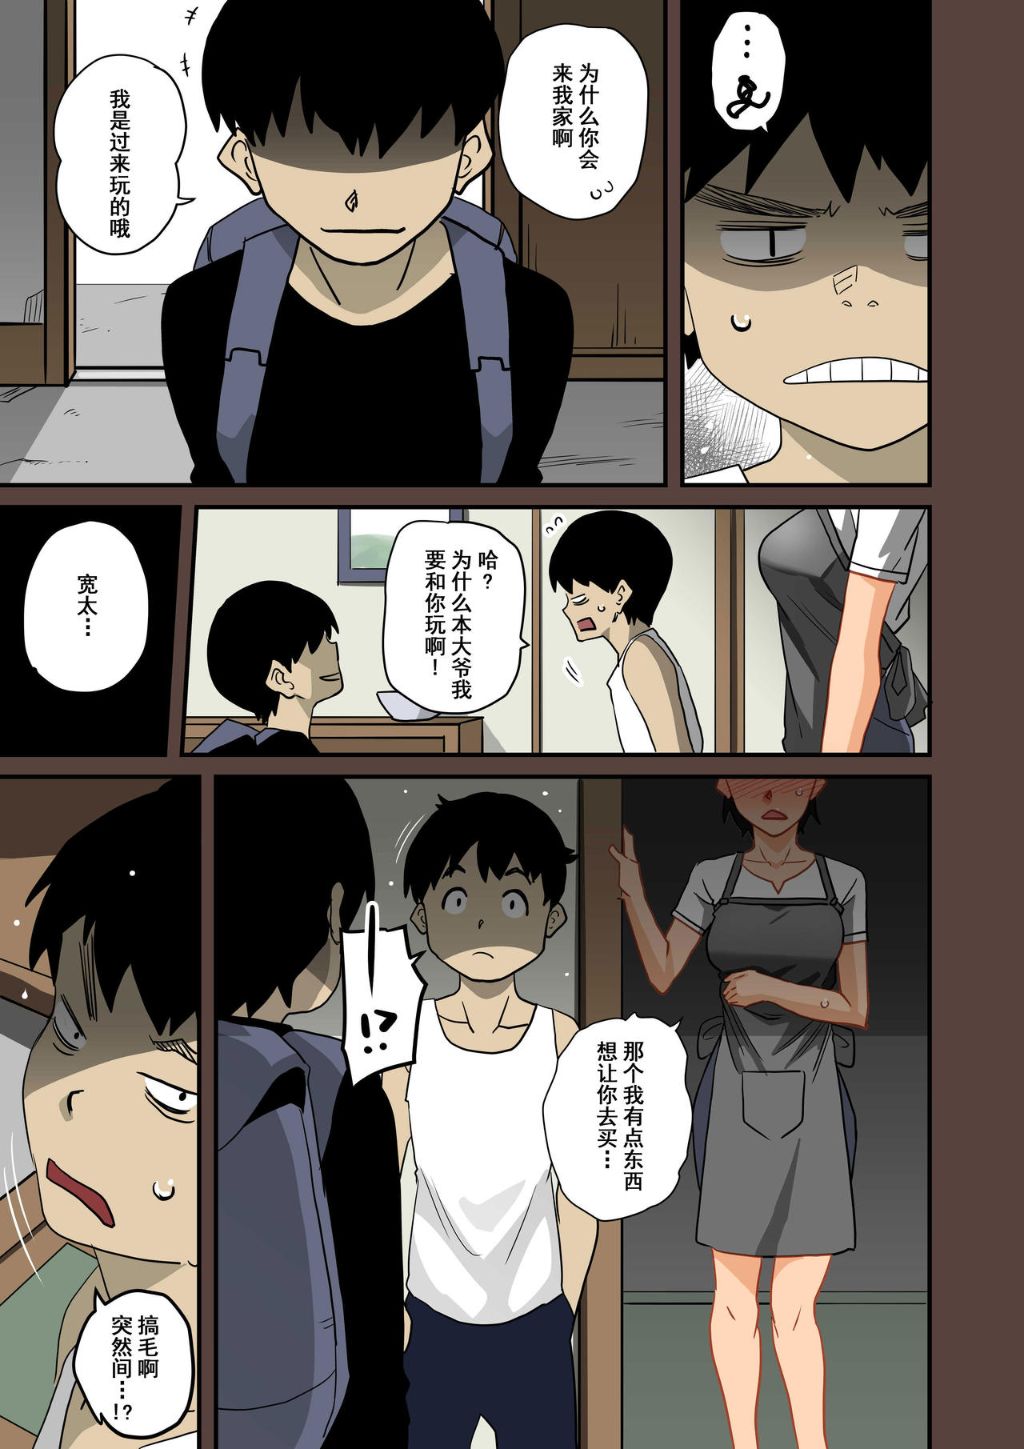 …
为什么你会
来我家啊
我是过来玩的哦
哈？
为什么本大爷我
要和你玩啊！
宽太…
！？
那个我有点东西
想让你去买…
搞毛啊
突然间…！？